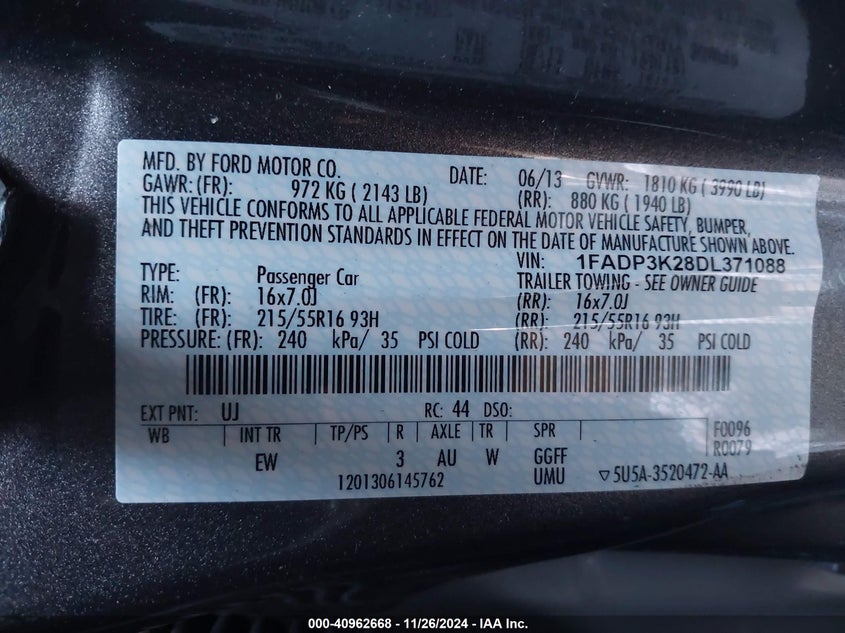 MFD. BY FORD MOTOR CO. DATE: 06/13 GVWR: 1810 KG ( 3990 LB)
GAWR: (FR): 972 KG ( 2143 LB) (RR): 880 KG ( 1940 LB)
THIS VEHICLE CONFORMS TO ALL APPLICABLE FEDERAL MOTOR VEHICLE SAFETY, BUMPER,
AND THEFT PREVENTION STANDARDS IN EFFECT ON THE DATE OF MANUFACTURE SHOWN ABOVE.
VIN: 1FADP3K28DL371088
TYPE: Passenger Car TRAILER TOWING - SEE OWNER GUIDE
RIM: (FR): 16x7.0J (RR): 16x7.0J
TIRE: (FR): 215/55R16 93H (RR): 215/55R16 93H
PRESSURE: (FR): 240 kPa/ 35 PSI COLD (RR): 240 kPa/ 35 PSI COLD
EXT PNT: UJ RC: 44 DSO:
WB INT TR TP/PS R AXLE TR SPR F0096
EW 3 AU W GGFF R0079
1201306145762 UMU ▽5U5A-3520472-AA
000-40962668 - 11/26/2024 - IAA Inc.